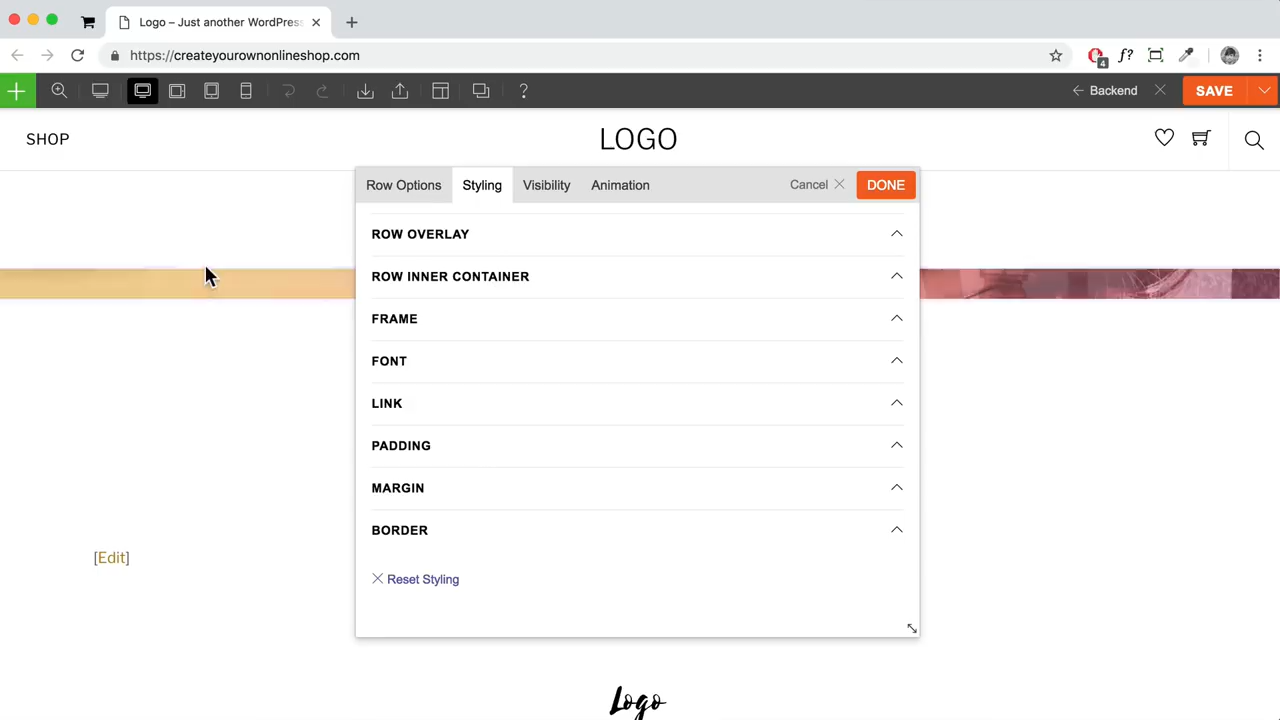 Logo – Just another WordPress
https://createyourownonlineshop.com
4
f?
?
Backend
SAVE
SHOP
LOGO
Row Options
Styling
Visibility
Animation
Cancel
DONE
ROW OVERLAY
ROW INNER CONTAINER
FRAME
FONT
LINK
PADDING
MARGIN
BORDER
[Edit]
Reset Styling
Logo